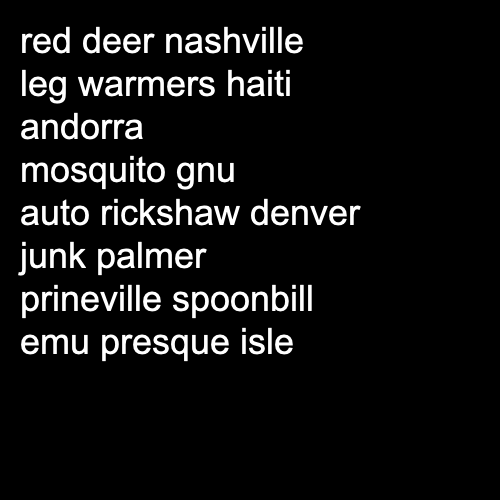 red deer nashville
leg warmers haiti
andorra
mosquito gnu
auto rickshaw denver
junk palmer
prineville spoonbill
emu presque isle